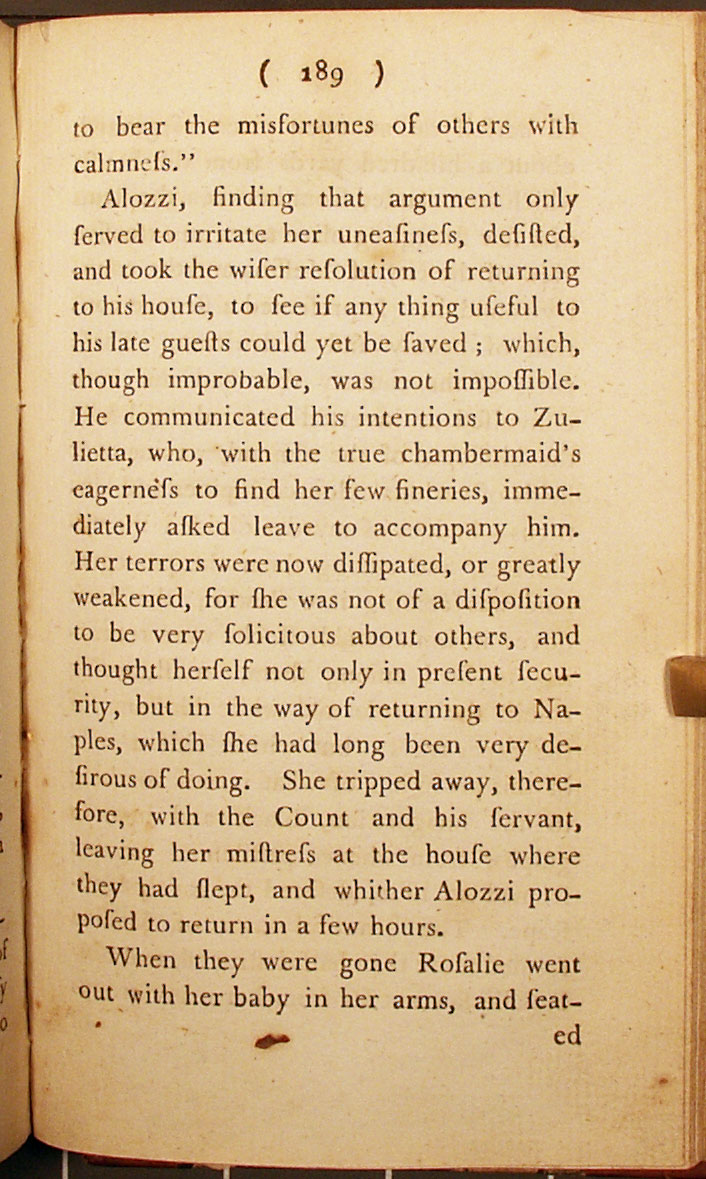 ( 189 )
to bear the misfortunes of others with
calmneſs.”
Alozzi, finding that argument only
ſerved to irritate her uneaſineſs, deſiſted,
and took the wiſer reſolution of returning
to his houſe, to ſee if any thing uſeful to
his late gueſts could yet be ſaved ; which,
though improbable, was not impoſſible.
He communicated his intentions to Zu-
lietta, who, with the true chambermaid’s
eagerneſs to find her few fineries, imme-
diately aſked leave to accompany him.
Her terrors were now diſſipated, or greatly
weakened, for ſhe was not of a diſpoſition
to be very ſolicitous about others, and
thought herſelf not only in preſent ſecu-
rity, but in the way of returning to Na-
ples, which ſhe had long been very de-
ſirous of doing. She tripped away, there-
fore, with the Count and his ſervant,
leaving her miſtreſs at the houſe where
they had ſlept, and whither Alozzi pro-
poſed to return in a few hours.
When they were gone Roſalie went
out with her baby in her arms, and ſeat-
ed